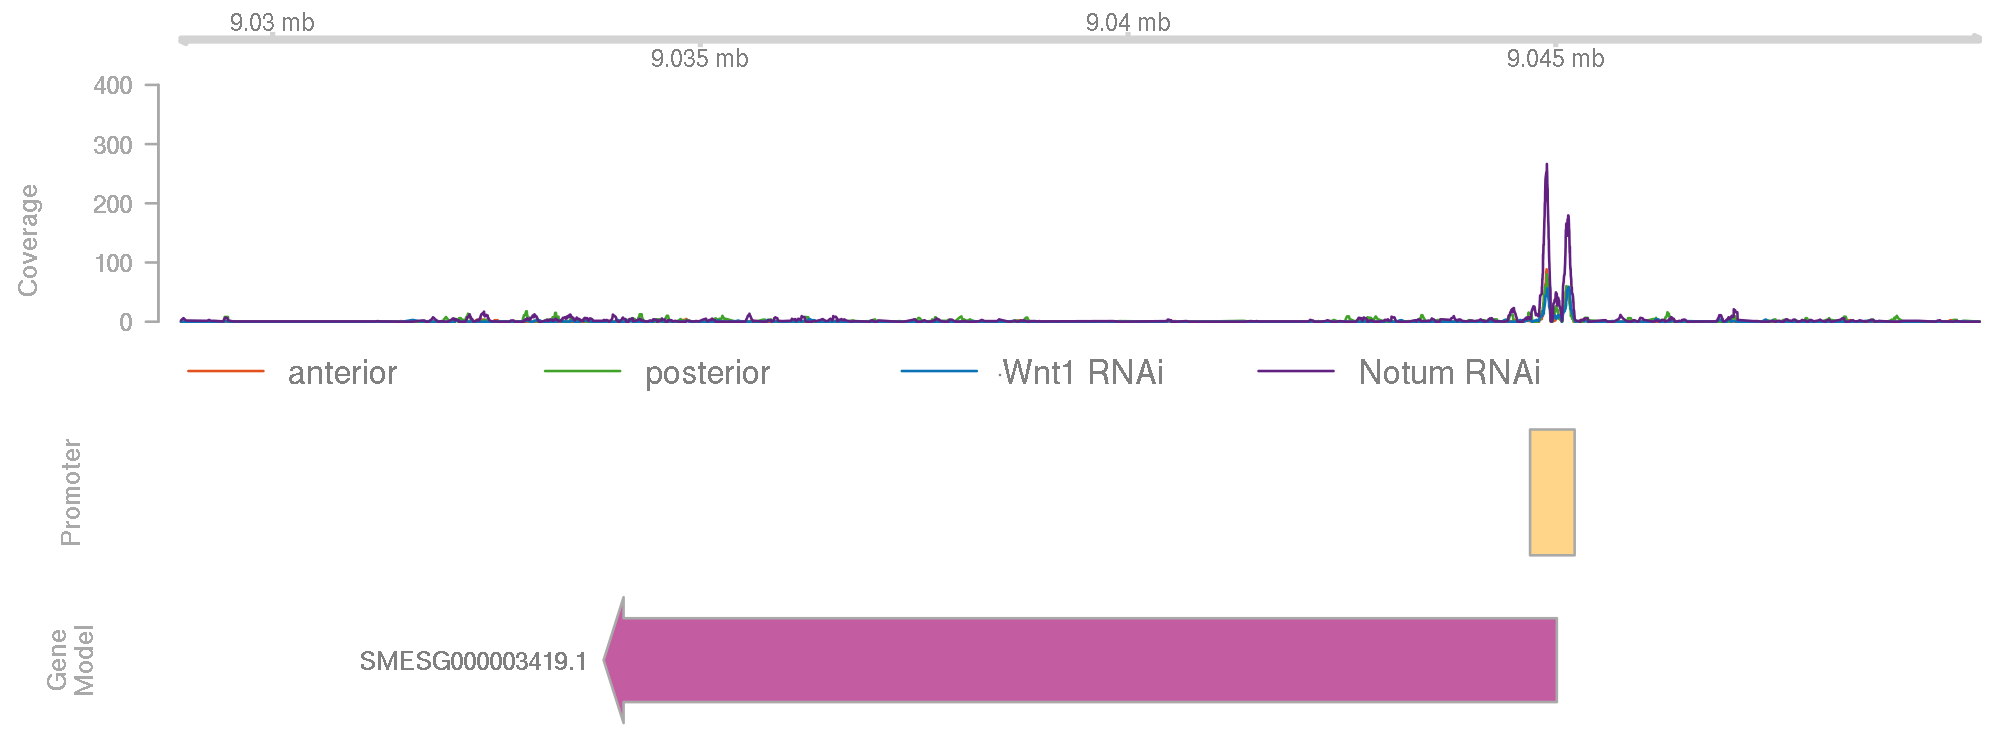 9.03 mb
9.04 mb
9.035 mb
9.045 mb
400
300
200
100
0
Coverage
anterior
posterior
Wnt1 RNAi
Notum RNAi
Promoter
Gene
Model
SMESG000003419.1